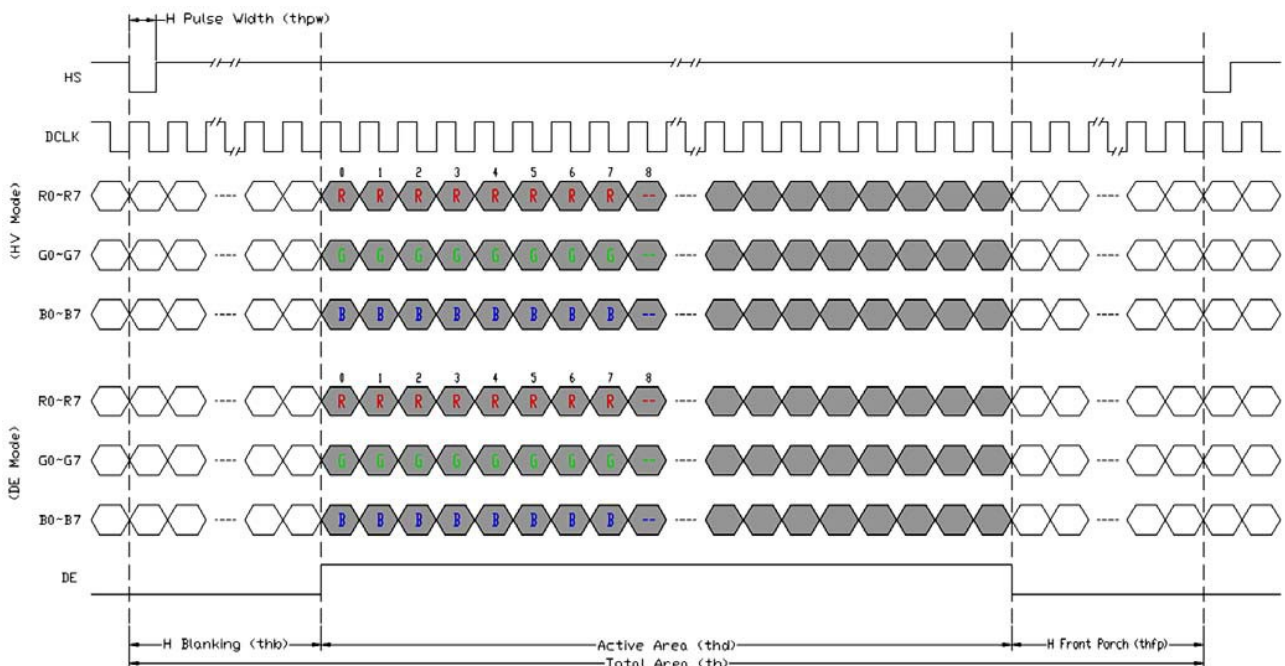 H Pulse Width (thpw)
HS
DCLK
(HV Mode)
0 1 2 3 4 5 6 7 8
R0~R7 R R R R R R R R --
G0~G7 G G G G G G G G --
B0~B7 B B B B B B B B --
(DE Mode)
0 1 2 3 4 5 6 7 8
R0~R7 R R R R R R R R --
G0~G7 G G G G G G G G --
B0~B7 B B B B B B B B --
DE
H Blanking (thb) Active Area (thd) H Front Porch (thfp)
Total Area (th)